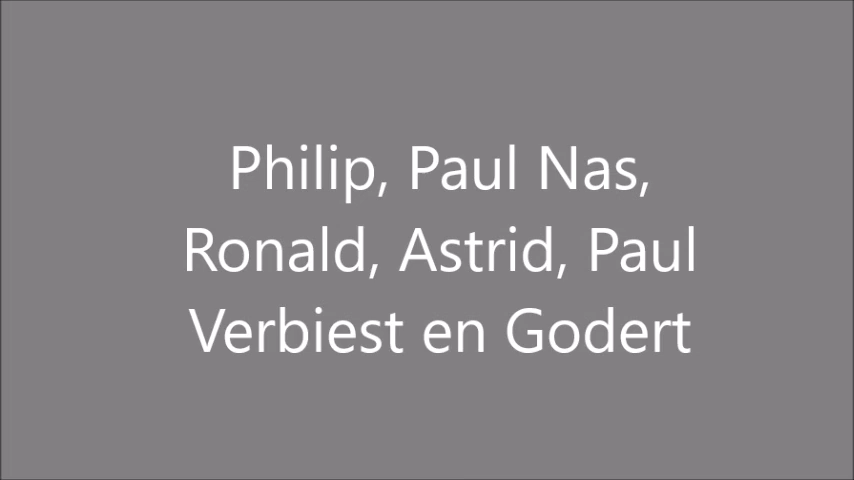 Philip, Paul Nas,
Ronald, Astrid, Paul
Verbiest en Godert